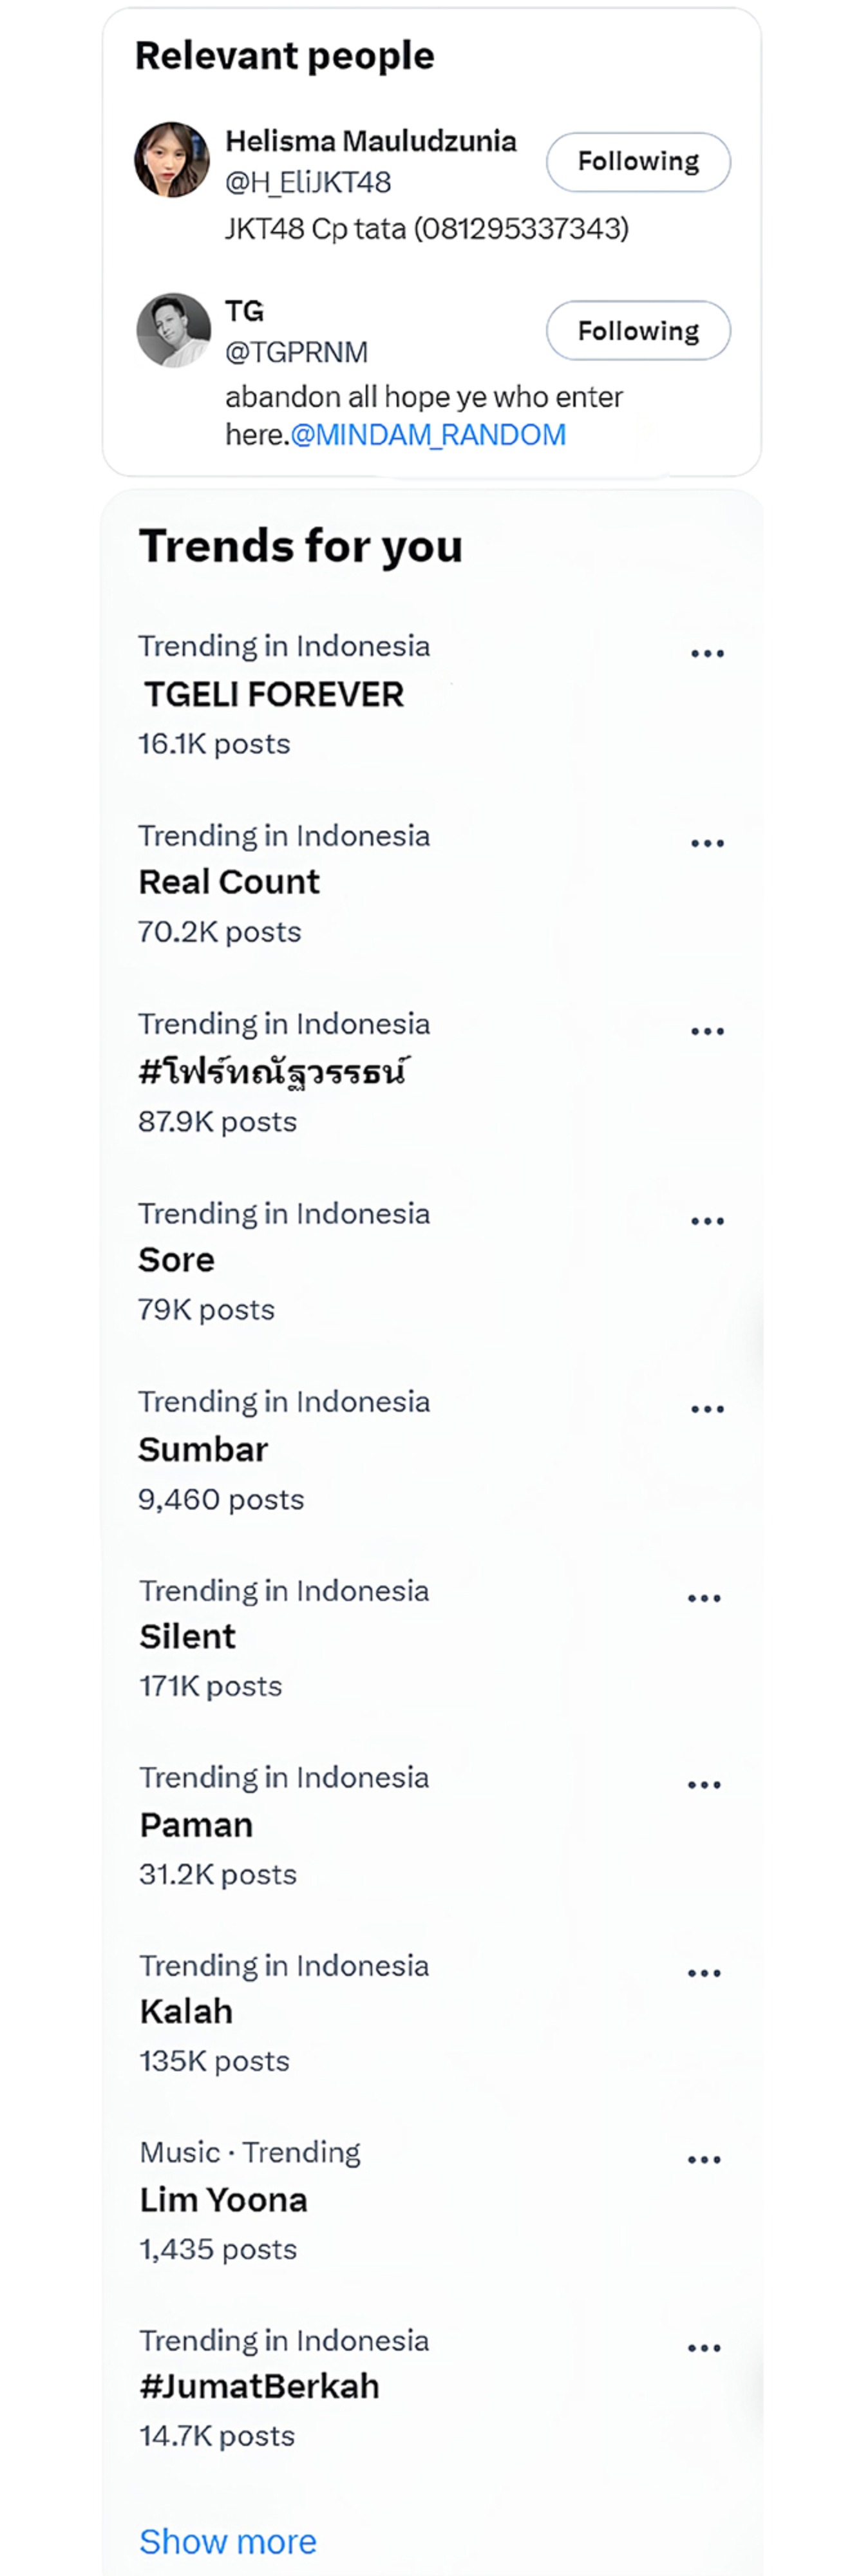 Relevant people
Helisma Mauludzunia
Following
@H_EliJKT48
JKT48 Cp tata (081295337343)
TG
Following
@TGPRNM
abandon all hope ye who enter
here.@MINDAM_RANDOM
Trends for you
Trending in Indonesia
TGELI FOREVER
16.1K posts
Trending in Indonesia
Real Count
70.2K posts
Trending in Indonesia
#โฟร์ทณัฐวรรธน์
87.9K posts
Trending in Indonesia
Sore
79K posts
Trending in Indonesia
Sumbar
9,460 posts
Trending in Indonesia
Silent
171K posts
Trending in Indonesia
Paman
31.2K posts
Trending in Indonesia
Kalah
135K posts
Music · Trending
Lim Yoona
1,435 posts
Trending in Indonesia
#JumatBerkah
14.7K posts
Show more